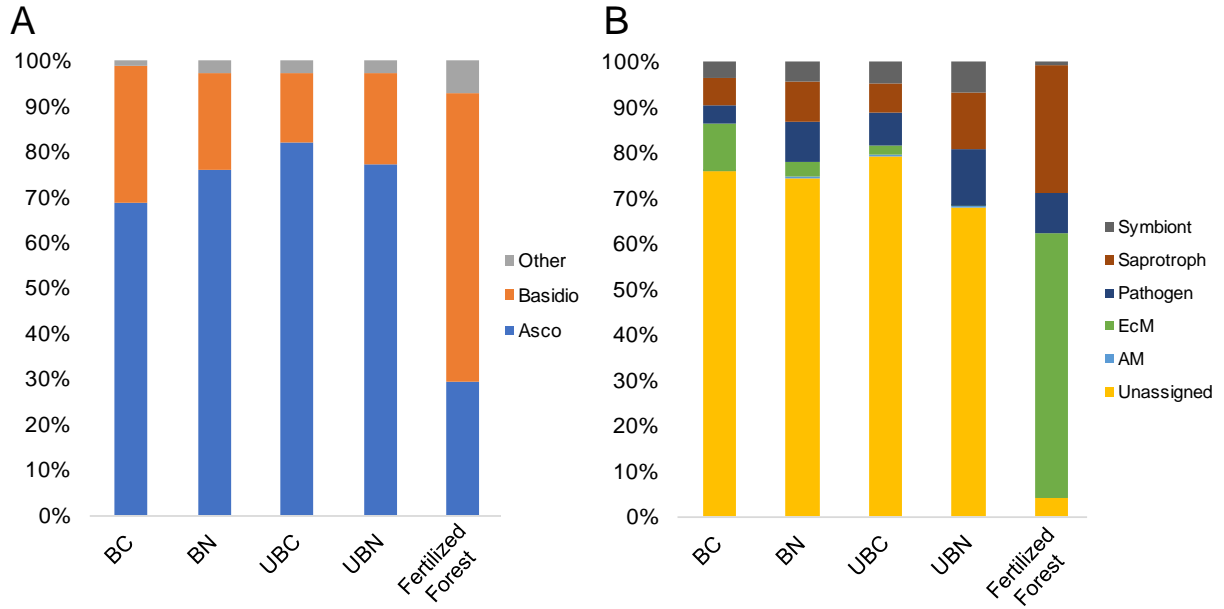 A
100%
90%
80%
70%
60%
50%
40%
30%
20%
10%
0%
BC
BN
UBC
UBN
Fertilized
Forest
Other
Basidio
Asco
B
100%
90%
80%
70%
60%
50%
40%
30%
20%
10%
0%
BC
BN
UBC
UBN
Fertilized
Forest
Symbiont
Saprotroph
Pathogen
EcM
AM
Unassigned